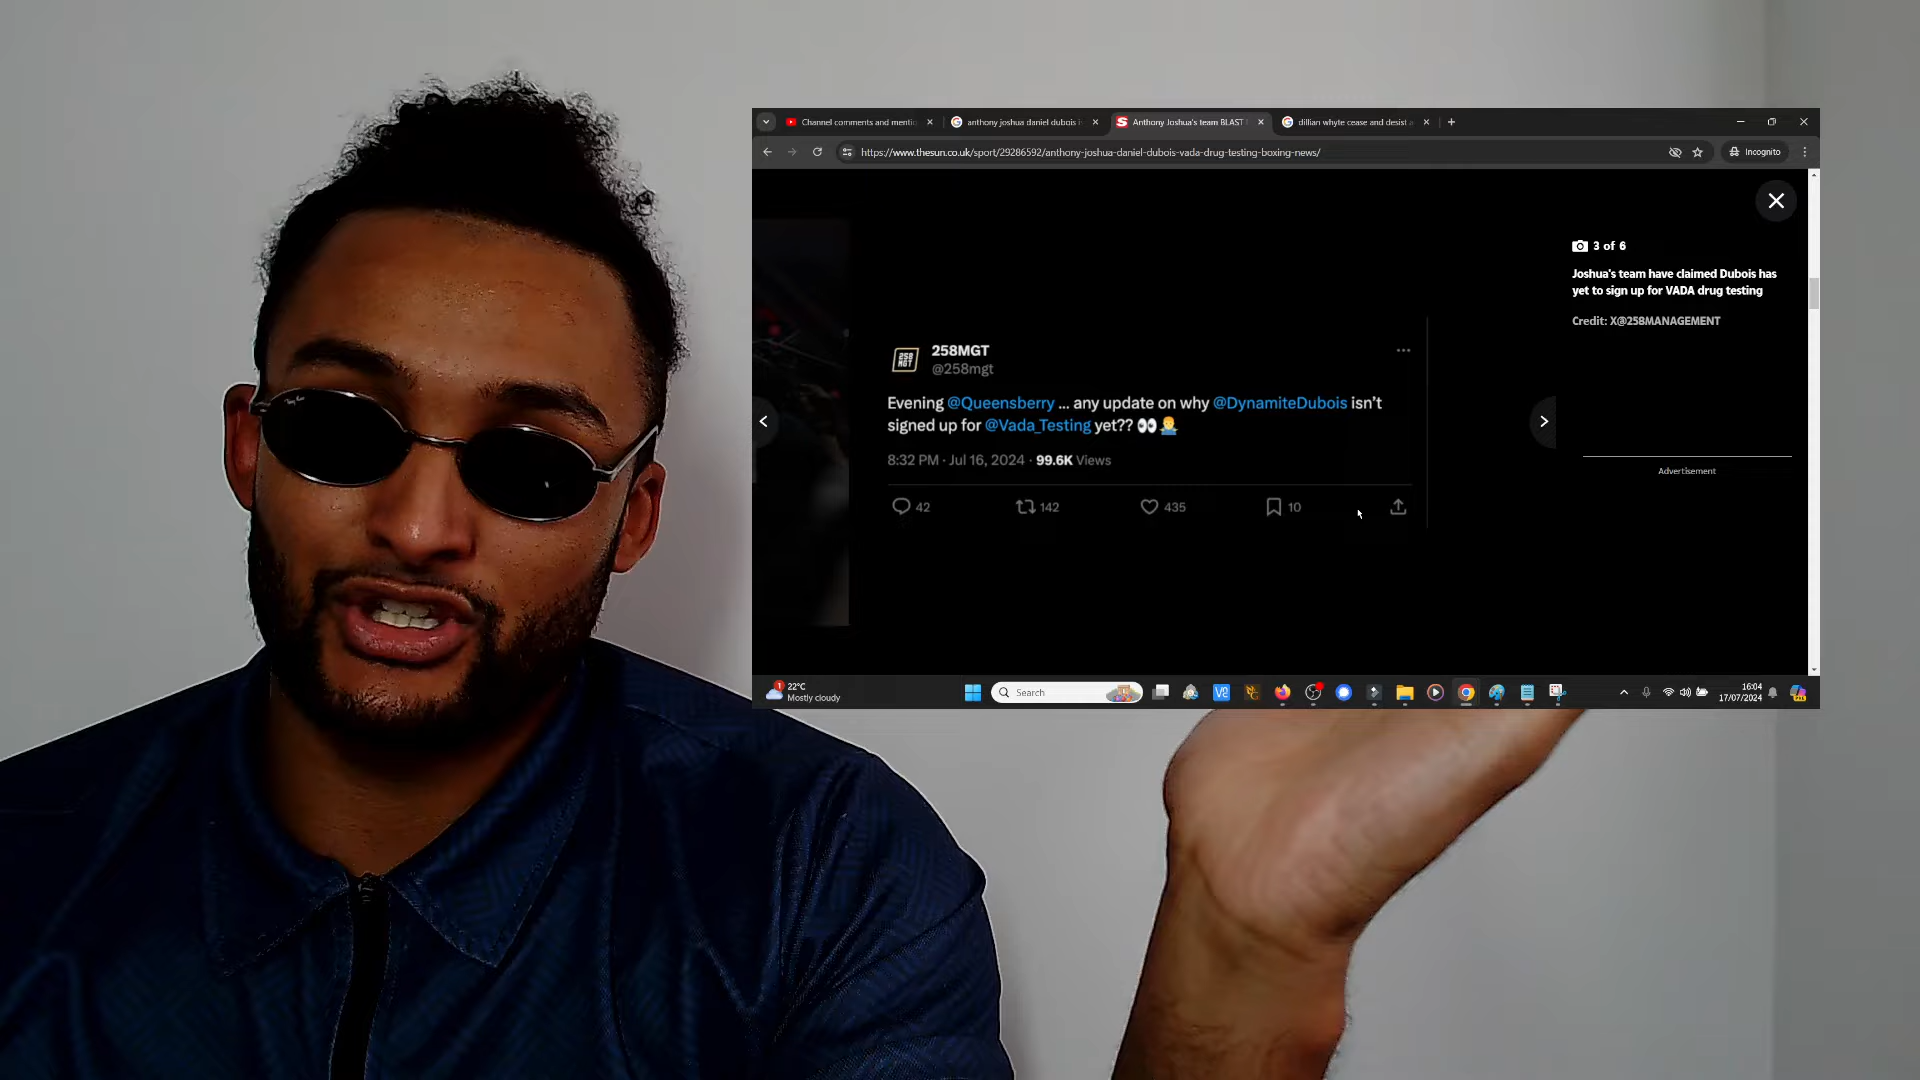 Channel comments and mentio
anthony joshua daniel dubois i
Anthony Joshua's team BLAST
dillian whyte cease and desist a
https://www.thesun.co.uk/sport/29286592/anthony-joshua-daniel-dubois-vada-drug-testing-boxing-news/
Incognito
3 of 6
Joshua's team have claimed Dubois has
yet to sign up for VADA drug testing
Credit: X@258MANAGEMENT
Advertisement
258MGT
@258mgt
Evening @Queensberry ... any update on why @DynamiteDubois isn't
signed up for @Vada_Testing yet?? 👀🤷‍♂️
8:32 PM · Jul 16, 2024 · 99.6K Views
42
142
435
10
22°C
Mostly cloudy
Search
16:04
17/07/2024